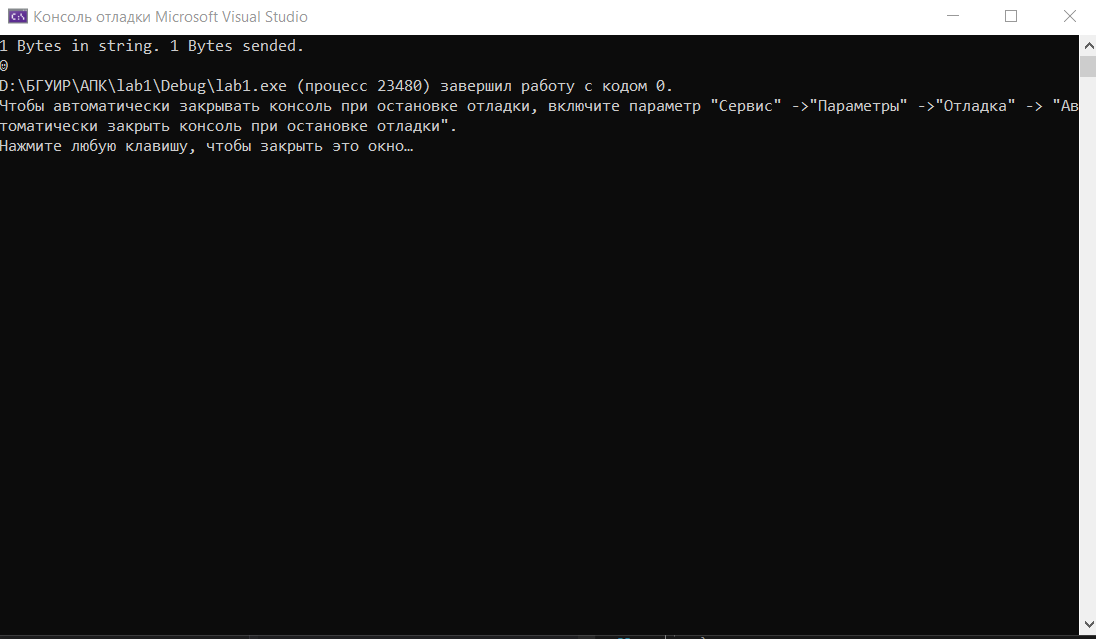 Консоль отладки Microsoft Visual Studio
1 Bytes in string. 1 Bytes sended.
0
D:\БГУИР\АПК\lab1\Debug\lab1.exe (процесс 23480) завершил работу с кодом 0.
Чтобы автоматически закрывать консоль при остановке отладки, включите параметр "Сервис" ->"Параметры" ->"Отладка" -> "Ав
томатически закрыть консоль при остановке отладки".
Нажмите любую клавишу, чтобы закрыть это окно…